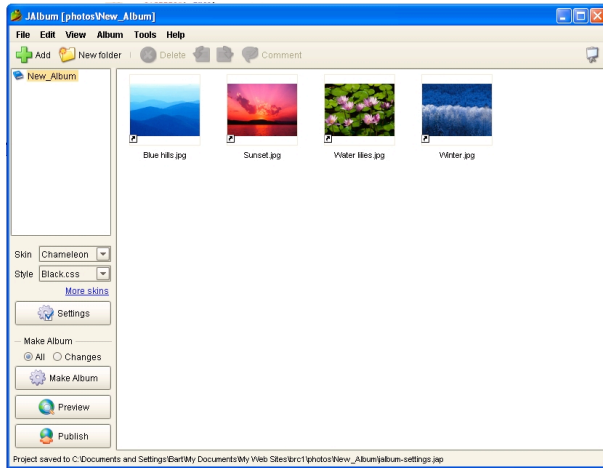 JAlbum [photos\New_Album]
File Edit View Album Tools Help
Add New folder Delete Comment
New_Album
Blue hills.jpg Sunset.jpg Water lilies.jpg Winter.jpg
Skin Chameleon
Style Black.css
More skins
Settings
Make Album
All Changes
Make Album
Preview
Publish
Project saved to C:\Documents and Settings\Bart\My Documents\My Web Sites\brc1\photos\New_Album\jalbum-settings.jap